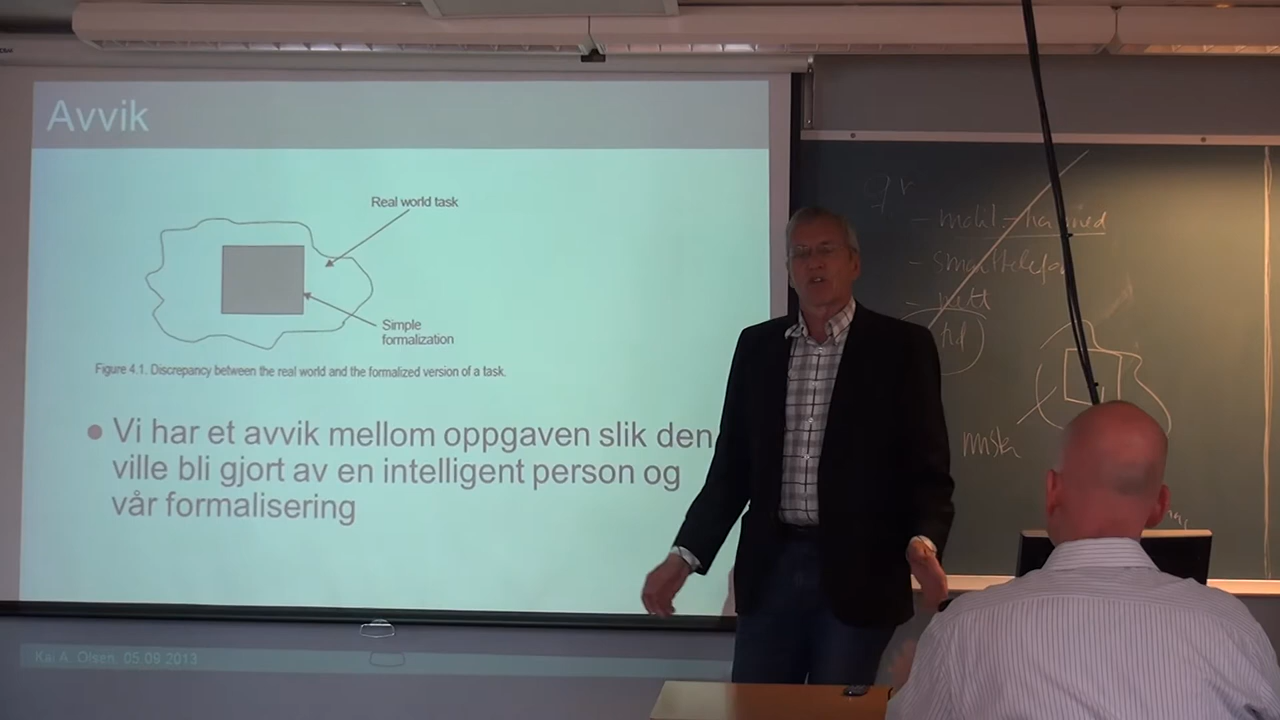 Avvik
Real world task
Simple
formalization
Figure 4.1. Discrepancy between the real world and the formalized version of a task.
Vi har et avvik mellom oppgaven slik den
ville bli gjort av en intelligent person og
vår formalisering
Kai A. Olsen, 05.09.2013
- smarttelefon
- nett
tid